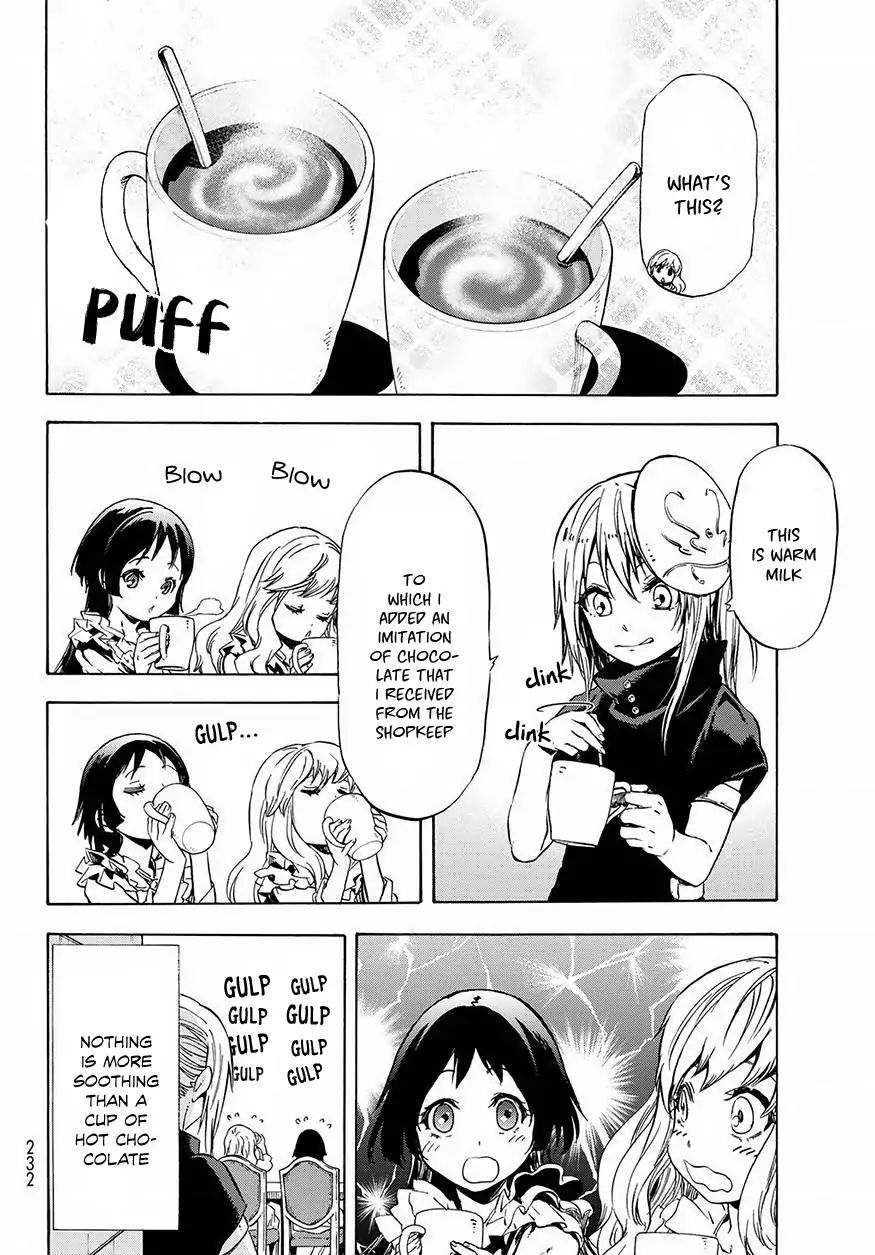 WHAT'S
THIS?
PUFF
THIS
IS WARM
MILK
clink
clink
TO
WHICH I
ADDED AN
IMITATION
OF CHOCO-
LATE THAT
I RECEIVED
FROM THE
SHOPKEEP
BLOW
BLOW
GULP...
GULP
GULP
GULP
GULP
GULP
GULP
GULP
GULP
NOTHING
IS MORE
SOOTHING
THAN A
CUP OF
HOT CHO-
COLATE
232